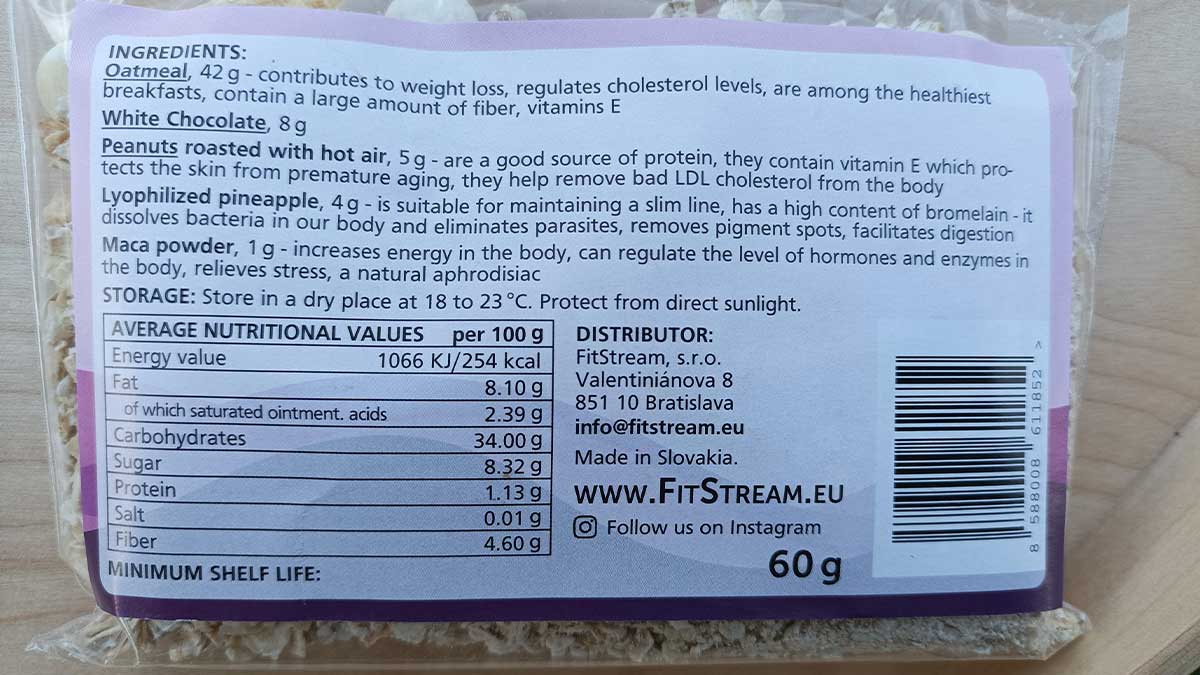 INGREDIENTS:
Oatmeal, 42 g - contributes to weight loss, regulates cholesterol levels, are among the healthiest
breakfasts, contain a large amount of fiber, vitamins E
White Chocolate, 8 g
Peanuts roasted with hot air, 5 g - are a good source of protein, they contain vitamin E which pro-
tects the skin from premature aging, they help remove bad LDL cholesterol from the body
Lyophilized pineapple, 4 g - is suitable for maintaining a slim line, has a high content of bromelain - it
dissolves bacteria in our body and eliminates parasites, removes pigment spots, facilitates digestion
Maca powder, 1 g - increases energy in the body, can regulate the level of hormones and enzymes in
the body, relieves stress, a natural aphrodisiac
STORAGE: Store in a dry place at 18 to 23 °C. Protect from direct sunlight.
AVERAGE NUTRITIONAL VALUES per 100 g
Energy value 1066 KJ/254 kcal
Fat 8.10 g
of which saturated ointment. acids 2.39 g
Carbohydrates 34.00 g
Sugar 8.32 g
Protein 1.13 g
Salt 0.01 g
Fiber 4.60 g
MINIMUM SHELF LIFE:
DISTRIBUTOR:
FitStream, s.r.o.
Valentiniánova 8
851 10 Bratislava
info@fitstream.eu
Made in Slovakia.
WWW.FITSTREAM.EU
Follow us on Instagram
60 g
8 588008 611852 >